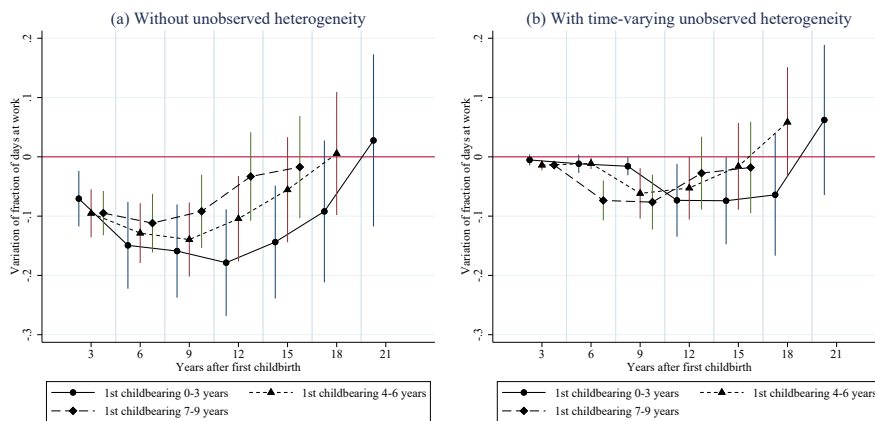 (a) Without unobserved heterogeneity
Variation of fraction of days at work
.2
.1
0
-.1
-.2
-.3
3 6 9 12 15 18 21
Years after first childbirth
1st childbearing 0-3 years 1st childbearing 4-6 years
1st childbearing 7-9 years
(b) With time-varying unobserved heterogeneity
Variation of fraction of days at work
.2
.1
0
-.1
-.2
-.3
3 6 9 12 15 18 21
Years after first childbirth
1st childbearing 0-3 years 1st childbearing 4-6 years
1st childbearing 7-9 years